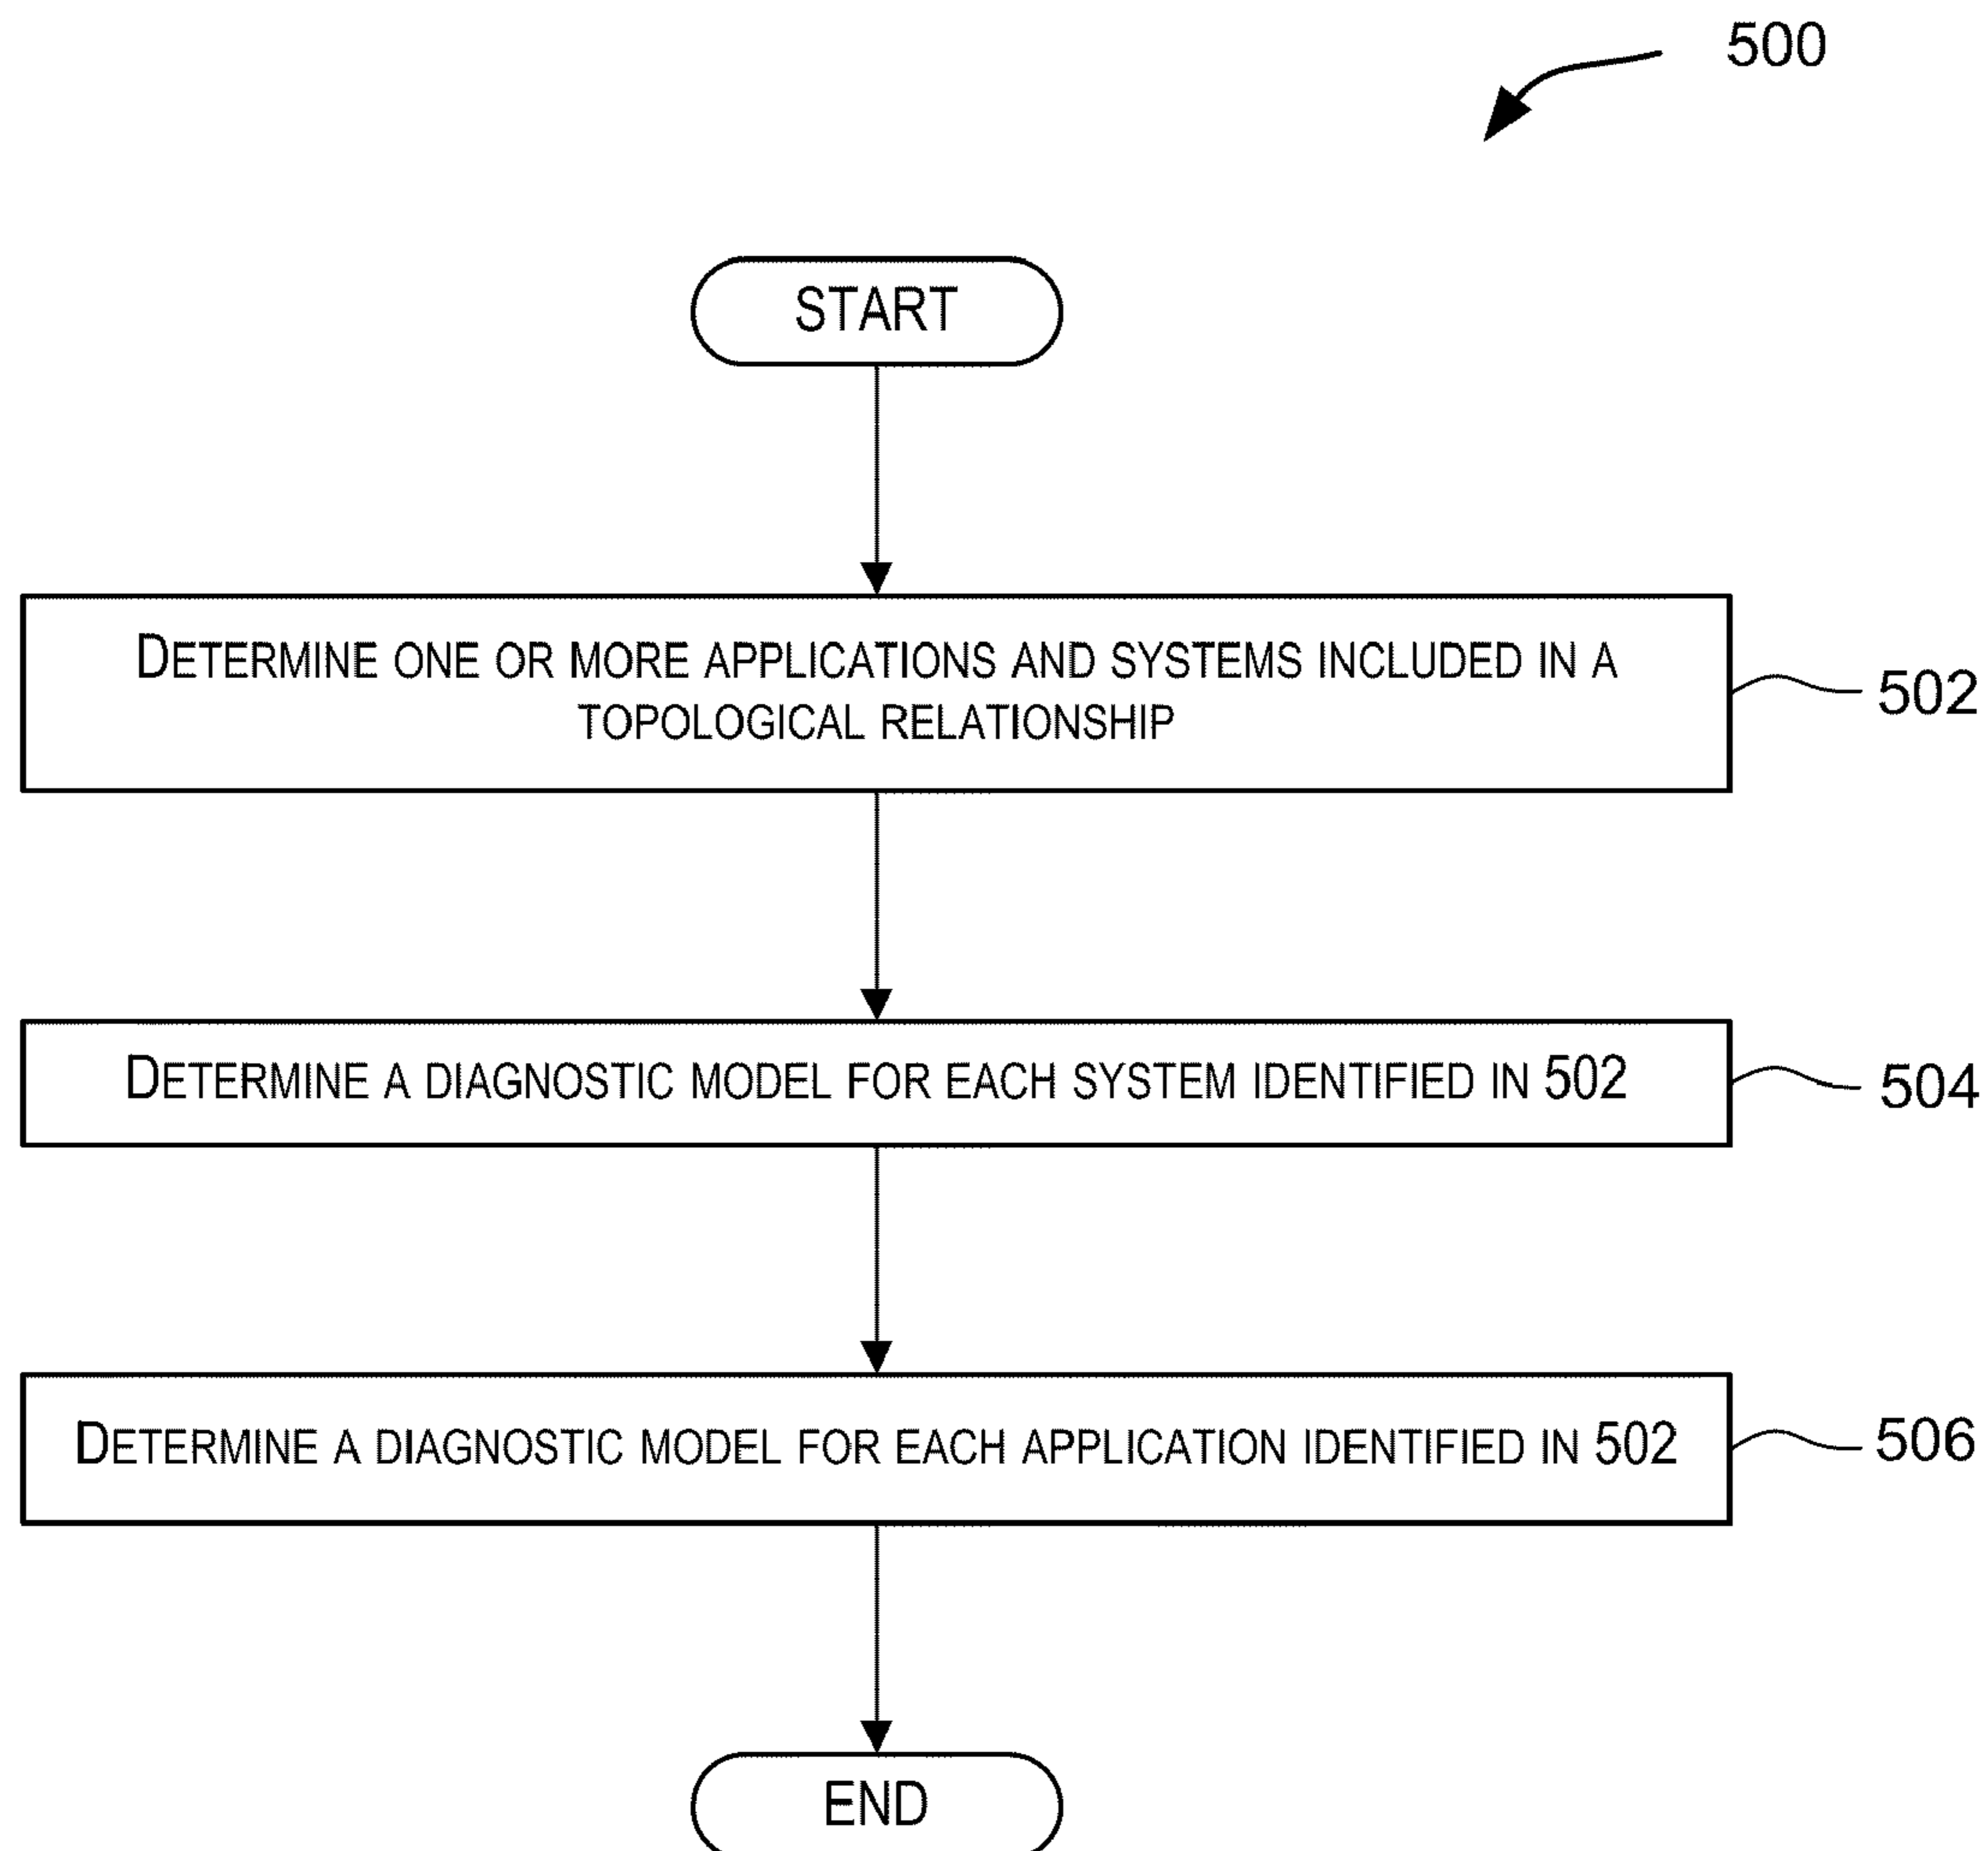 500
START
DETERMINE ONE OR MORE APPLICATIONS AND SYSTEMS INCLUDED IN A
TOPOLOGICAL RELATIONSHIP
502
DETERMINE A DIAGNOSTIC MODEL FOR EACH SYSTEM IDENTIFIED IN 502
504
DETERMINE A DIAGNOSTIC MODEL FOR EACH APPLICATION IDENTIFIED IN 502
506
END